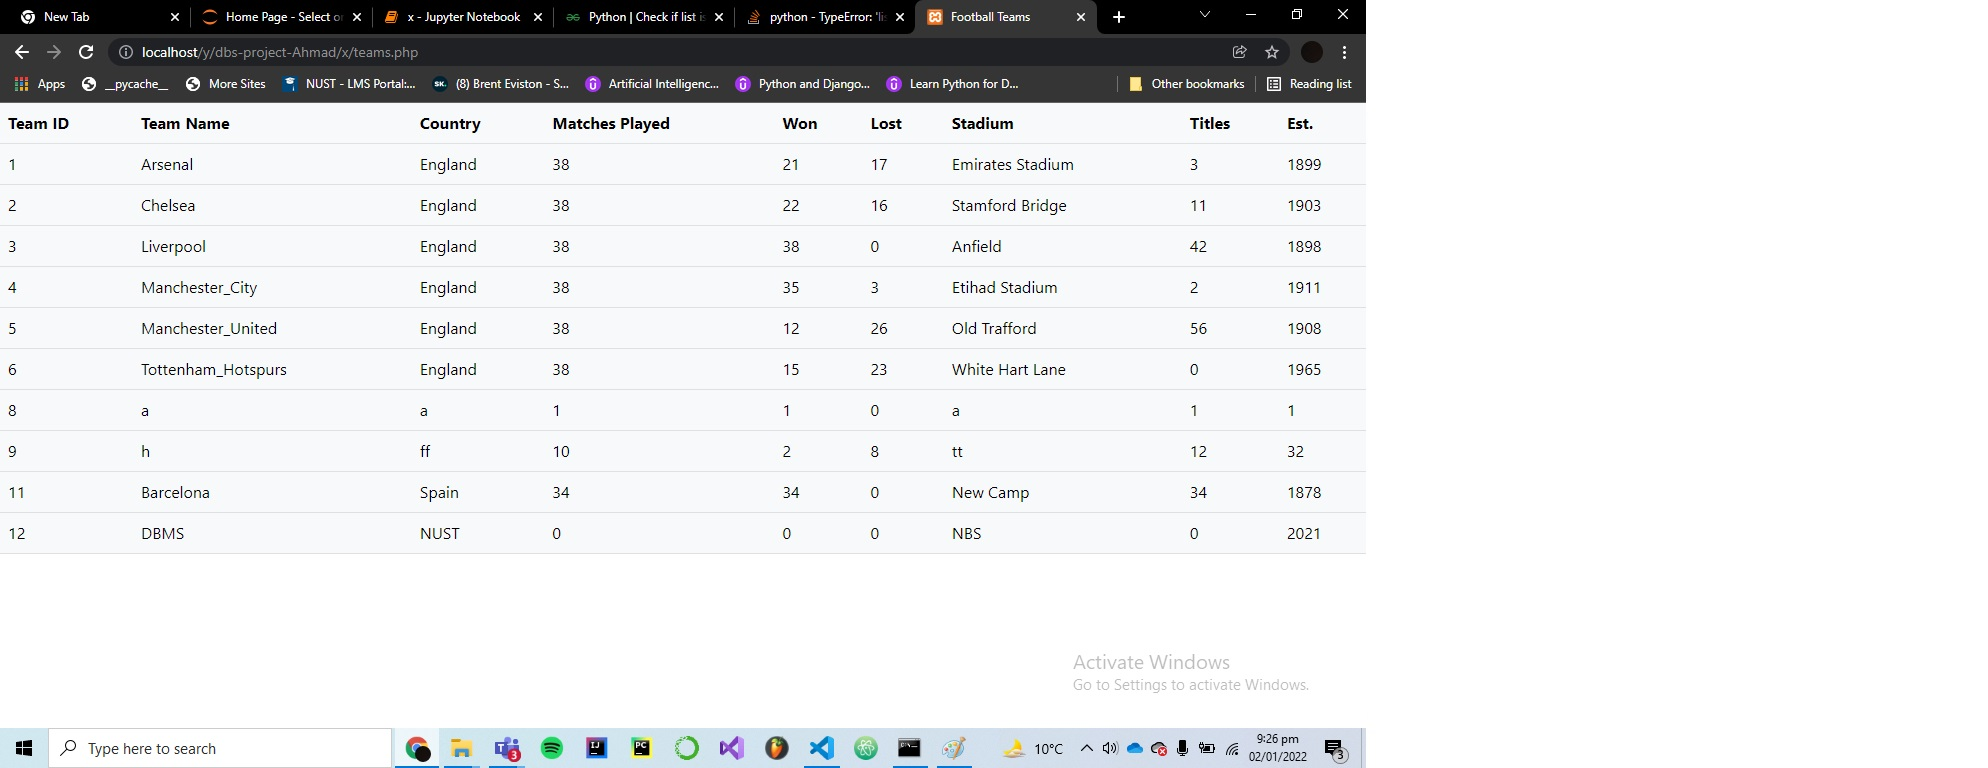 New Tab Home Page - Select or x - Jupyter Notebook Python | Check if list is python - TypeError: 'lis Football Teams
localhost/y/dbs-project-Ahmad/x/teams.php
Apps __pycache__ More Sites NUST - LMS Portal:... SK. (8) Brent Eviston - S... Artificial Intelligenc... Python and Django... Learn Python for D... Other bookmarks Reading list
Team ID Team Name Country Matches Played Won Lost Stadium Titles Est.
1 Arsenal England 38 21 17 Emirates Stadium 3 1899
2 Chelsea England 38 22 16 Stamford Bridge 11 1903
3 Liverpool England 38 38 0 Anfield 42 1898
4 Manchester_City England 38 35 3 Etihad Stadium 2 1911
5 Manchester_United England 38 12 26 Old Trafford 56 1908
6 Tottenham_Hotspurs England 38 15 23 White Hart Lane 0 1965
8 a a 1 1 0 a 1 1
9 h ff 10 2 8 tt 12 32
11 Barcelona Spain 34 34 0 New Camp 34 1878
12 DBMS NUST 0 0 0 NBS 0 2021
Activate Windows
Go to Settings to activate Windows.
Type here to search 3 10°C 9:26 pm 3
02/01/2022